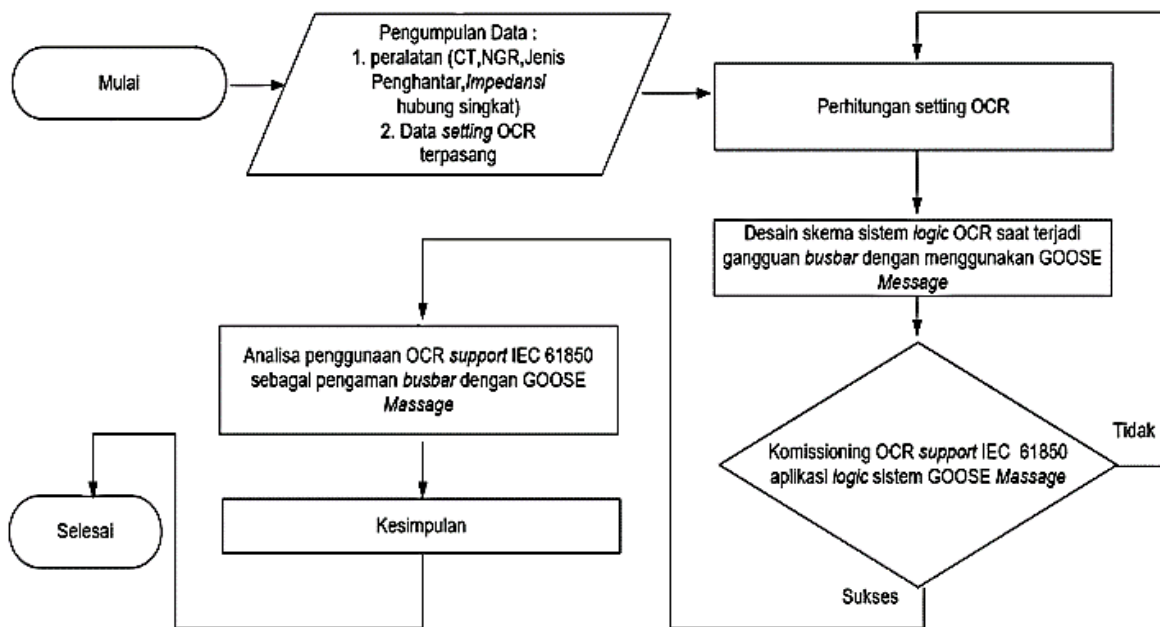 Mulai
Pengumpulan Data :
1. peralatan (CT,NGR,Jenis
Penghantar,Impedansi
hubung singkat)
2. Data setting OCR
terpasang
Perhitungan setting OCR
Desain skema sistem logic OCR saat terjadi
gangguan busbar dengan menggunakan GOOSE
Message
Komissioning OCR support IEC 61850
aplikasi logic sistem GOOSE Massage
Tidak
Sukses
Analisa penggunaan OCR support IEC 61850
sebagai pengaman busbar dengan GOOSE
Massage
Kesimpulan
Selesai